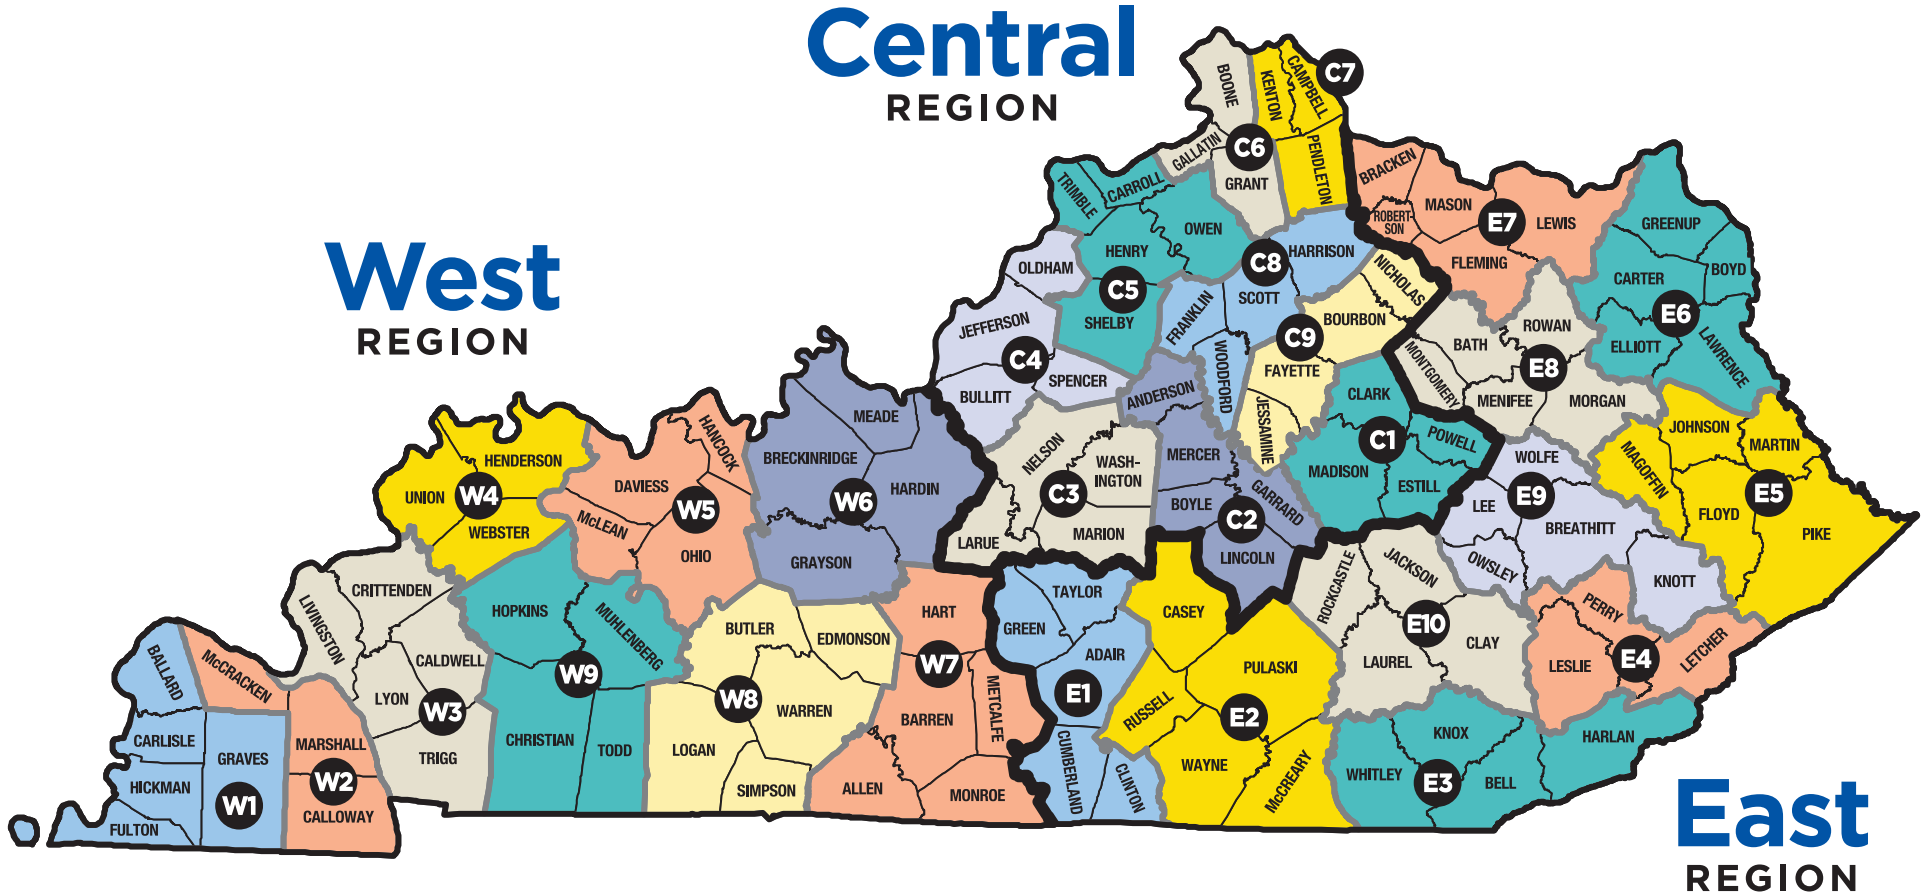 Central
REGION
West
REGION
East
REGION
BOONE
KENTON
CAMPBELL
C7
GALLATIN
C6
GRANT
PENDLETON
TRIMBLE
CARROLL
OWEN
HENRY
C5
SHELBY
OLDHAM
JEFFERSON
C4
SPENCER
BULLITT
C8
HARRISON
SCOTT
FRANKLIN
WOODFORD
NICHOLAS
BOURBON
C9
FAYETTE
JESSAMINE
CLARK
C1
POWELL
MADISON
ESTILL
ANDERSON
MERCER
BOYLE
GARRARD
C2
LINCOLN
NELSON
WASH-
INGTON
C3
MARION
LARUE
BRACKEN
MASON
ROBERT-
SON
E7
LEWIS
FLEMING
GREENUP
CARTER
BOYD
E6
ELLIOTT
LAWRENCE
ROWAN
BATH
MONTGOMERY
E8
MENIFEE
MORGAN
JOHNSON
MARTIN
MAGOFFIN
E5
FLOYD
PIKE
WOLFE
LEE
E9
BREATHITT
OWSLEY
KNOTT
PERRY
LESLIE
E4
LETCHER
ROCKCASTLE
JACKSON
E10
CLAY
LAUREL
KNOX
WHITLEY
E3
BELL
HARLAN
CASEY
PULASKI
RUSSELL
E2
WAYNE
McCREARY
TAYLOR
GREEN
ADAIR
E1
CUMBERLAND
CLINTON
MEADE
BRECKINRIDGE
HARDIN
W6
GRAYSON
HANCOCK
DAVIESS
W5
McLEAN
OHIO
HENDERSON
UNION
W4
WEBSTER
HART
W7
BARREN
METCALFE
ALLEN
MONROE
BUTLER
EDMONSON
W8
WARREN
LOGAN
SIMPSON
HOPKINS
MUHLENBERG
W9
CHRISTIAN
TODD
CRITTENDEN
LIVINGSTON
CALDWELL
LYON
W3
TRIGG
McCRACKEN
MARSHALL
W2
CALLOWAY
BALLARD
CARLISLE
GRAVES
HICKMAN
W1
FULTON